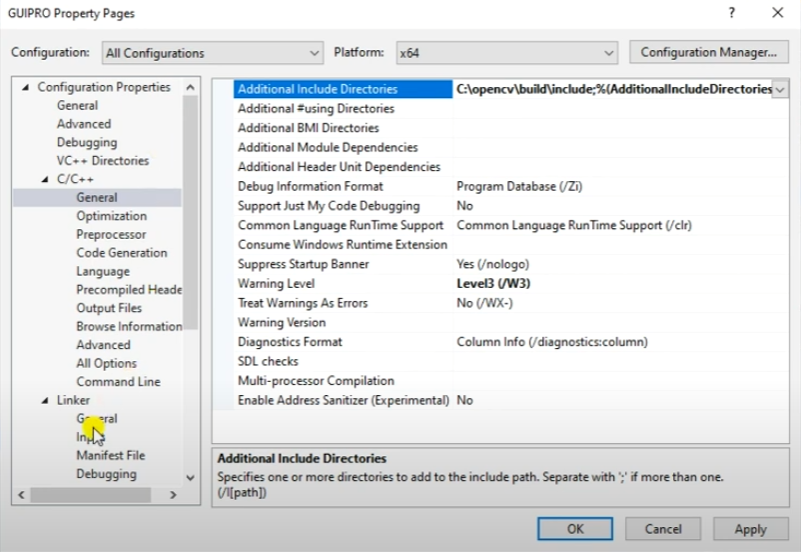 GUIPRO Property Pages
? ×
Configuration: All Configurations Platform: x64 Configuration Manager...
Configuration Properties
General
Advanced
Debugging
VC++ Directories
C/C++
General
Optimization
Preprocessor
Code Generation
Language
Precompiled Heade
Output Files
Browse Information
Advanced
All Options
Command Line
Linker
General
Input
Manifest File
Debugging
Additional Include Directories C:\opencv\build\include;%(AdditionalIncludeDirectories
Additional #using Directories
Additional BMI Directories
Additional Module Dependencies
Additional Header Unit Dependencies
Debug Information Format Program Database (/Zi)
Support Just My Code Debugging No
Common Language RunTime Support Common Language RunTime Support (/clr)
Consume Windows Runtime Extension
Suppress Startup Banner Yes (/nologo)
Warning Level Level3 (/W3)
Treat Warnings As Errors No (/WX-)
Warning Version
Diagnostics Format Column Info (/diagnostics:column)
SDL checks
Multi-processor Compilation
Enable Address Sanitizer (Experimental) No
Additional Include Directories
Specifies one or more directories to add to the include path. Separate with ';' if more than one.
(/I[path])
OK Cancel Apply